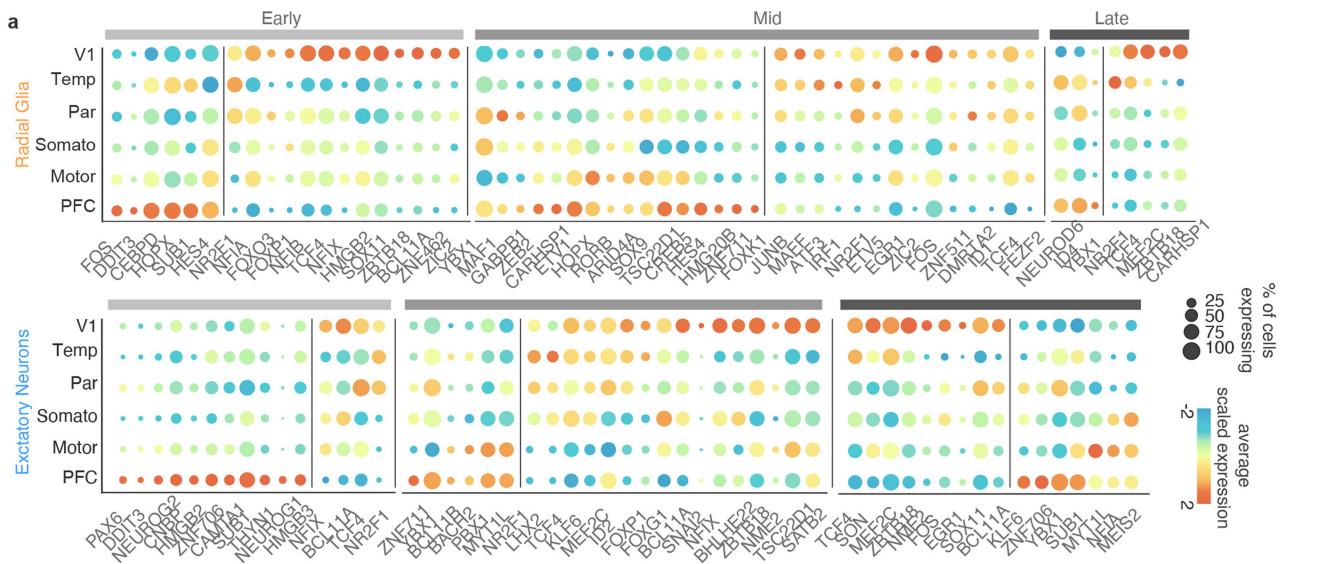 a
Early
Mid
Late
Radial Glia
V1
Temp
Par
Somato
Motor
PFC
FOS
DDT3
CEBPD
HOPX
SUB1
HES4
NR2F1
NFIA
FOXO3
FOXP1
NFIB
TCF4
NFIX
HMGB2
SOX11
ZBTB18
BCL11A
ZNF462
ZIC2
YBX1
MAF1
GABPB1
ZEB2
CARHSP1
ETV1
HOPX
RORB
ARID4A
SOX9
TSC22D1
CREB5
HES4
HMG20B
ZNF711
FOXK1
JUNB
MAFF
ATF3
IRF1
NR2F1
ETV5
EGR1
ZIC2
FOS
ZNF511
DMRTA2
ID4
TCF4
FEZF2
NEUROD6
ID4
YBX1
NR2F1
TCF4
MEF2C
ZBTB18
CARHSP1
Exctatory Neurons
V1
Temp
Par
Somato
Motor
PFC
PAX6
DDIT3
NEUROG2
CNBP
HMGB2
ZNF706
CAMTA1
SUB1
CSRNP1
NEUROG1
HMGB3
NFIX
BCL11A
TCF4
NR2F1
ZNF711
YBX1
BCL11B
BACH2
PBX1
MYT1L
NR2F1
LHX2
TCF4
KLF6
MEF2C
ID2
FOXP1
FOXG1
BCL11A
SNAI2
NFIX
BHLHE22
ZBTB18
NME2
TSC22D1
SATB2
TCF4
SON
MEF2C
ZBTB18
FOS
EGR1
SOX11
BCL11A
KLF6
ZNF706
YBX1
SUB1
MYT1L
NFIA
MEIS2
% of cells
expressing
25
50
75
100
average
scaled expression
-2
2